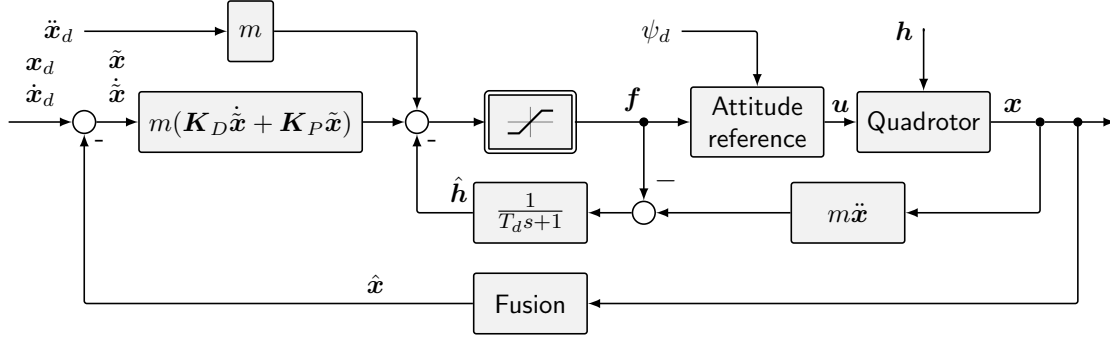 ẍ_d
m
ψ_d
h
x_d
ẋ_d
x̃
x̃̇
-
m(K_D x̃̇ + K_P x̃)
-
f
Attitude
reference
u
Quadrotor
x
ĥ
1
T_d s+1
−
mẍ
x̂
Fusion